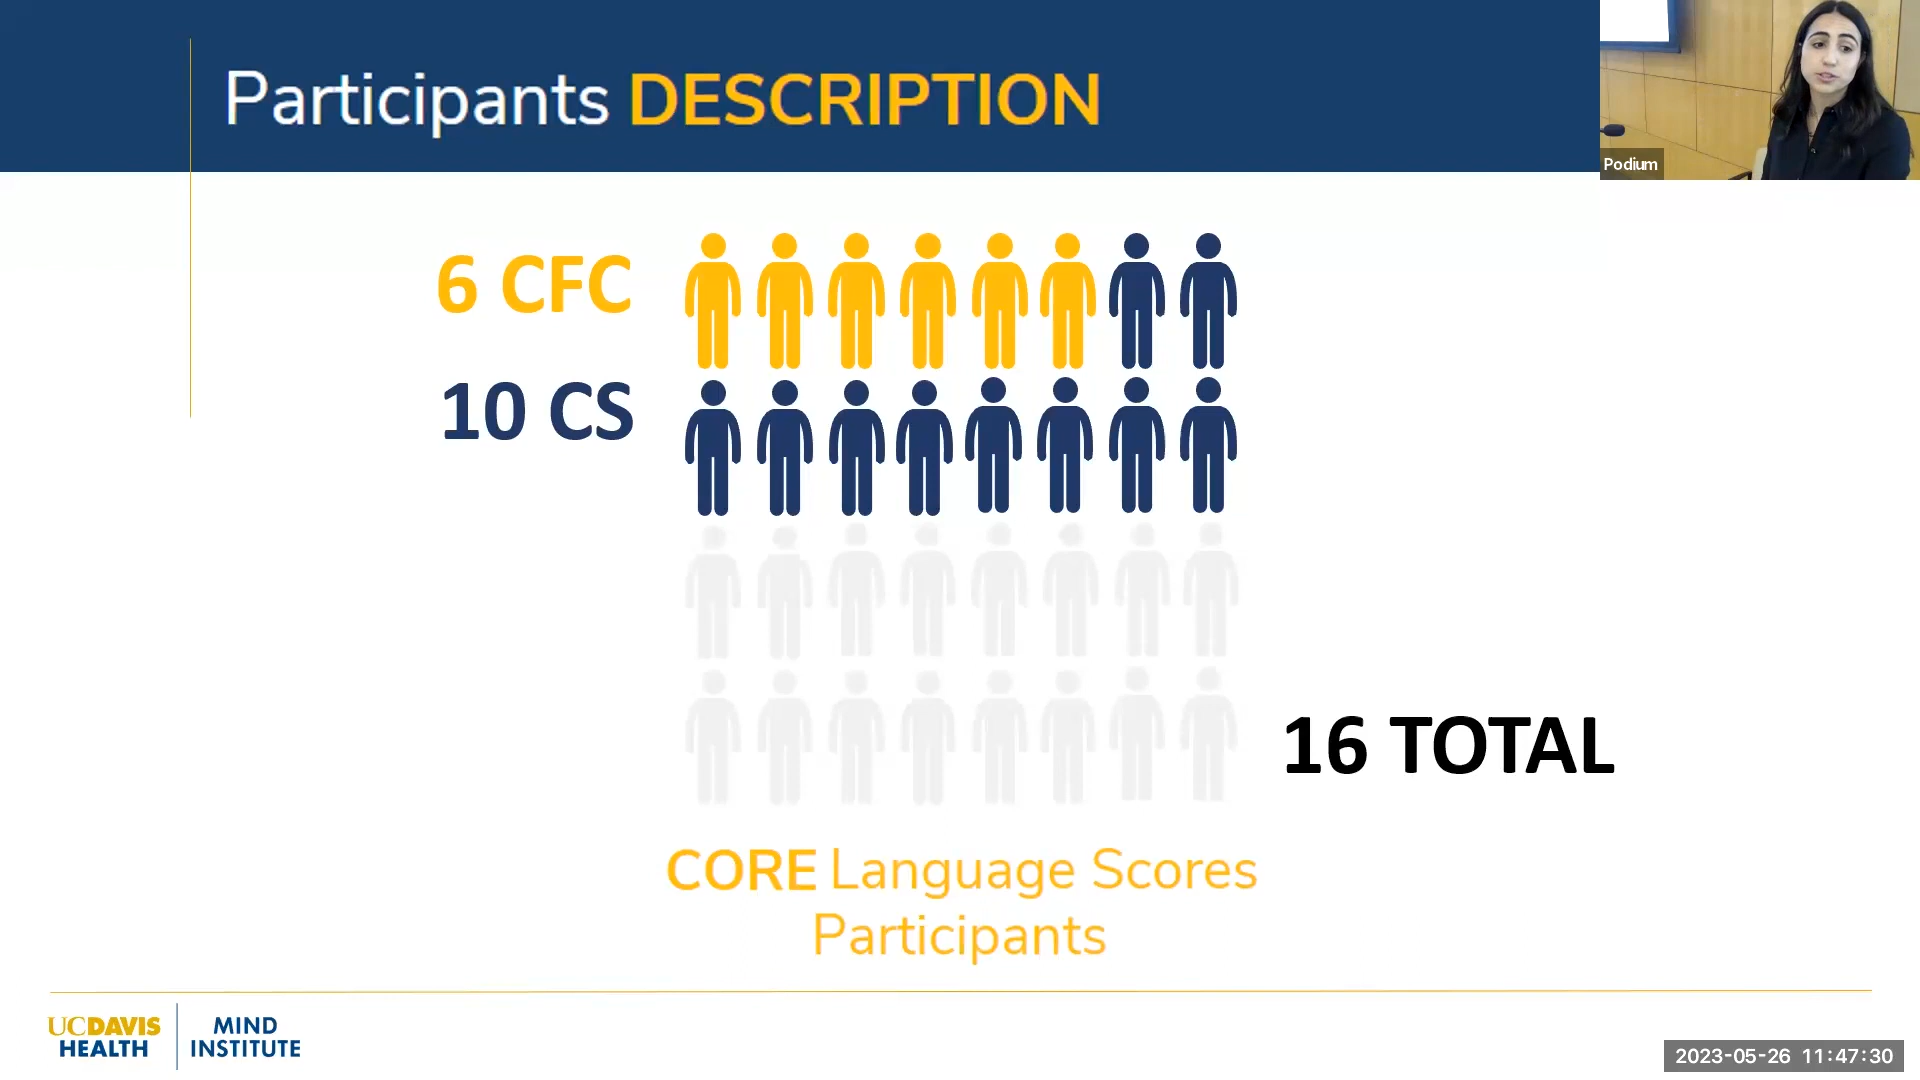 Participants DESCRIPTION
Podium
6 CFC
10 CS
16 TOTAL
CORE Language Scores
Participants
UCDAVIS
HEALTH
MIND
INSTITUTE
2023-05-26 11:47:30